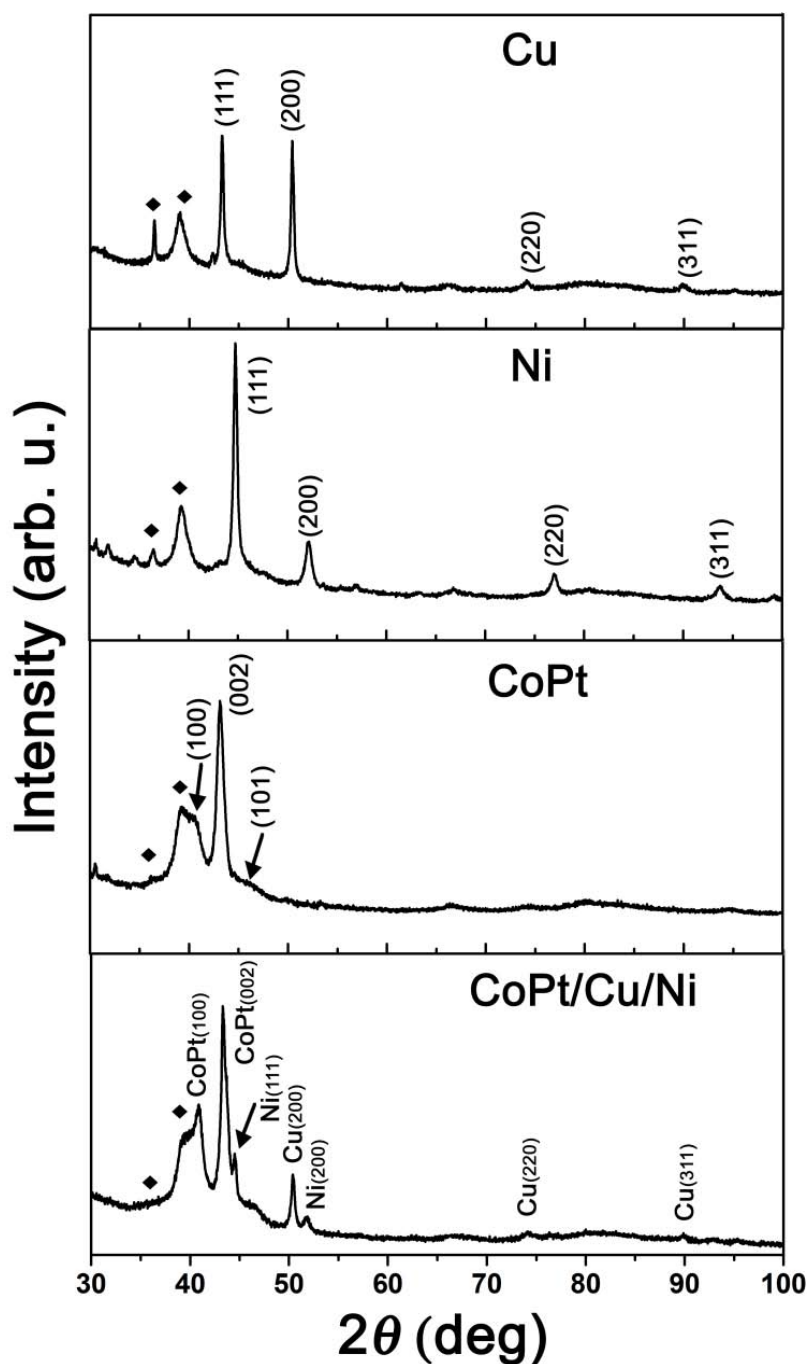 Cu
(111)
(200)
(220)
(311)
Ni
(111)
(200)
(220)
(311)
CoPt
(100)
(002)
(101)
CoPt/Cu/Ni
CoPt(100)
CoPt(002)
Ni(111)
Cu(200)
Ni(200)
Cu(220)
Cu(311)
30 40 50 60 70 80 90 100
2θ (deg)
Intensity (arb. u.)